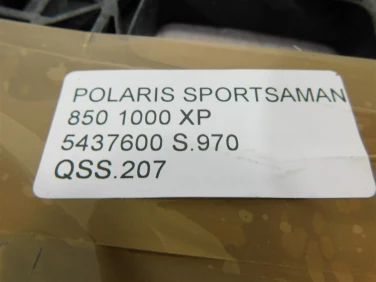 POLARIS SPORTSAMAN
850 1000 XP
5437600 S.970
QSS.207